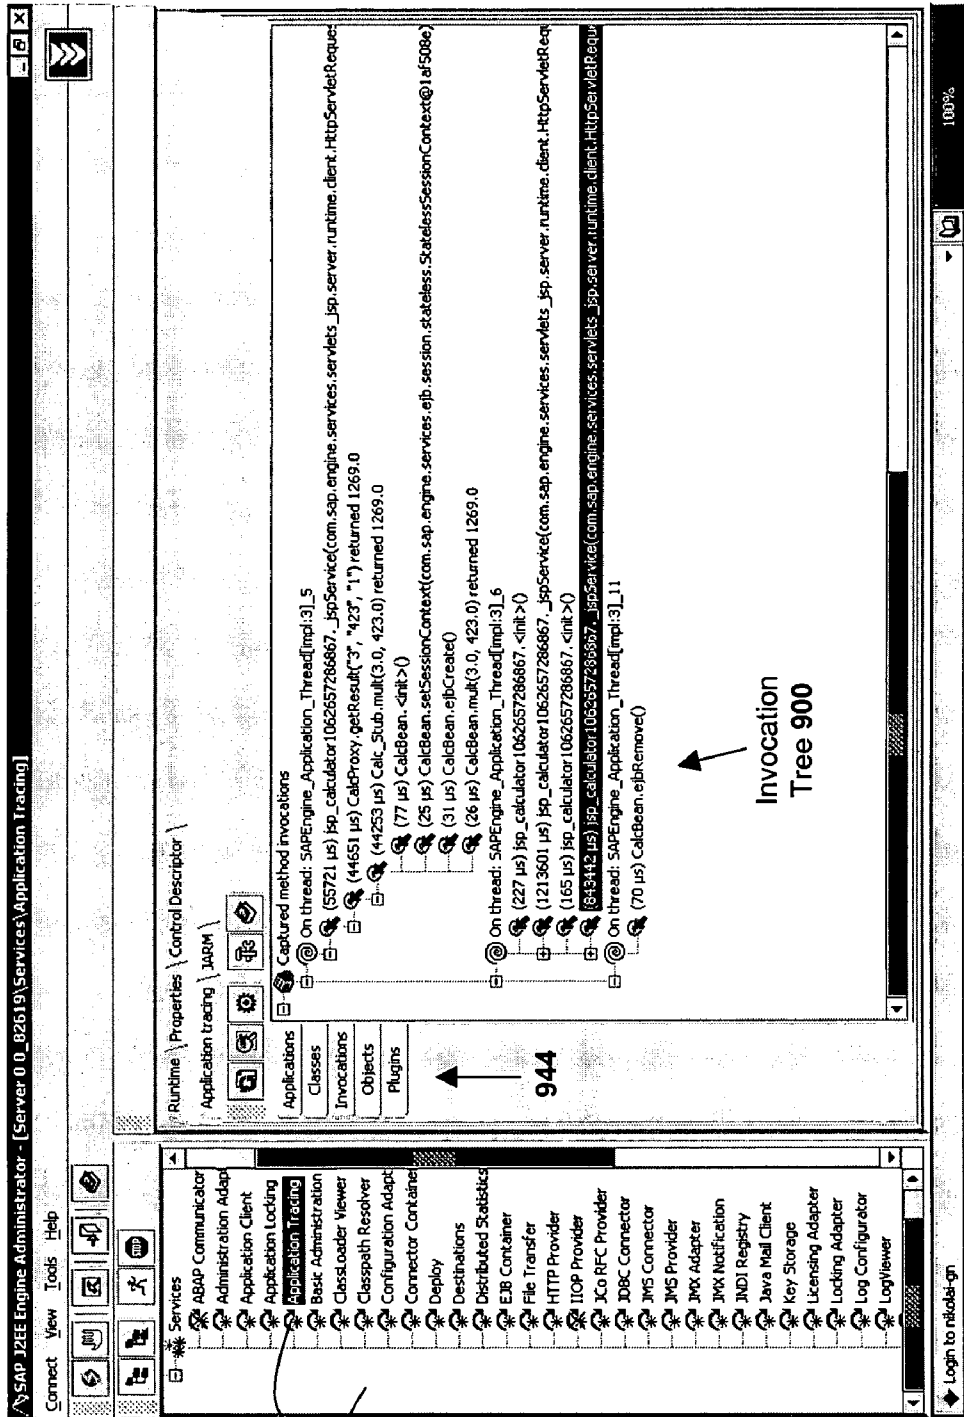 SAP J2EE Engine Administrator - [Server 0 0_82619\Services\Application Tracing]
Connect View Tools Help
Services
ABAP Communicator
Administration Adap
Application Client
Application Locking
Application Tracing
Basic Administration
ClassLoader Viewer
Classpath Resolver
Configuration Adapt
Connector Container
Deploy
Destinations
Distributed Statistics
EJB Container
File Transfer
HTTP Provider
IIOP Provider
JCo RFC Provider
JDBC Connector
JMS Connector
JMS Provider
JMX Adapter
JMX Notification
JNDI Registry
Java Mail Client
Key Storage
Licensing Adapter
Locking Adapter
Log Configurator
LogViewer
Runtime \ Properties \ Control Descriptor \
Application tracing \ JARM \
Applications
Classes
Invocations
Objects
Plugins
944
Captured method invocations
On thread: SAPEngine_Application_Thread[impl:3]_5
(55721 µs) jsp_calculator1062657286867._jspService(com.sap.engine.services.servlets_jsp.server.runtime.client.HttpServletReques
(44651 µs) CalcProxy.getResult("3", "423", "1") returned 1269.0
(44253 µs) Calc_Stub.mult(3.0, 423.0) returned 1269.0
(77 µs) CalcBean.<init>()
(25 µs) CalcBean.setSessionContext(com.sap.engine.services.ejb.session.stateless.StatelessSessionContext@1af508e)
(31 µs) CalcBean.ejbCreate()
(26 µs) CalcBean.mult(3.0, 423.0) returned 1269.0
On thread: SAPEngine_Application_Thread[impl:3]_6
(227 µs) jsp_calculator1062657286867.<init>()
(1213601 µs) jsp_calculator1062657286867._jspService(com.sap.engine.services.servlets_jsp.server.runtime.client.HttpServletRequ
(165 µs) jsp_calculator1062657286867.<init>()
(843442 µs) jsp_calculator1062657286867._jspService(com.sap.engine.services.servlets_jsp.server.runtime.client.HttpServletReque
On thread: SAPEngine_Application_Thread[impl:3]_11
(70 µs) CalcBean.ejbRemove()
Invocation
Tree 900
Login to nikolai-gn
100%